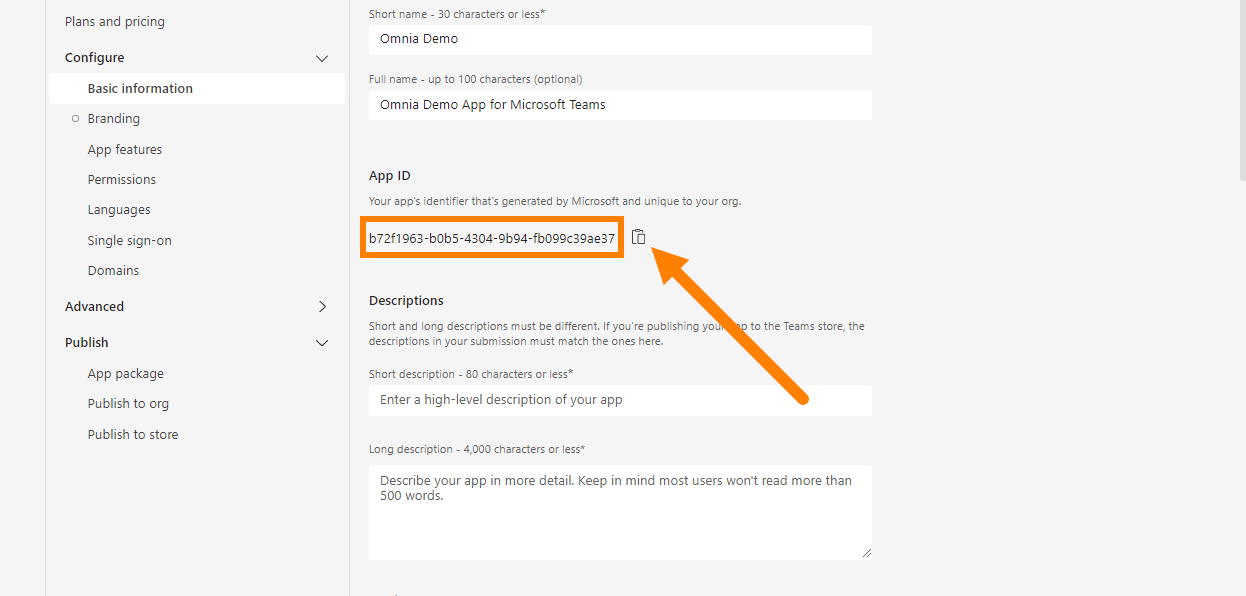 Plans and pricing
Configure
Basic information
Branding
App features
Permissions
Languages
Single sign-on
Domains
Advanced
Publish
App package
Publish to org
Publish to store
Short name - 30 characters or less*
Omnia Demo
Full name - up to 100 characters (optional)
Omnia Demo App for Microsoft Teams
App ID
Your app's identifier that's generated by Microsoft and unique to your org.
b72f1963-b0b5-4304-9b94-fb099c39ae37
Descriptions
Short and long descriptions must be different. If you're publishing your app to the Teams store, the
descriptions in your submission must match the ones here.
Short description - 80 characters or less*
Enter a high-level description of your app
Long description - 4,000 characters or less*
Describe your app in more detail. Keep in mind most users won't read more than
500 words.